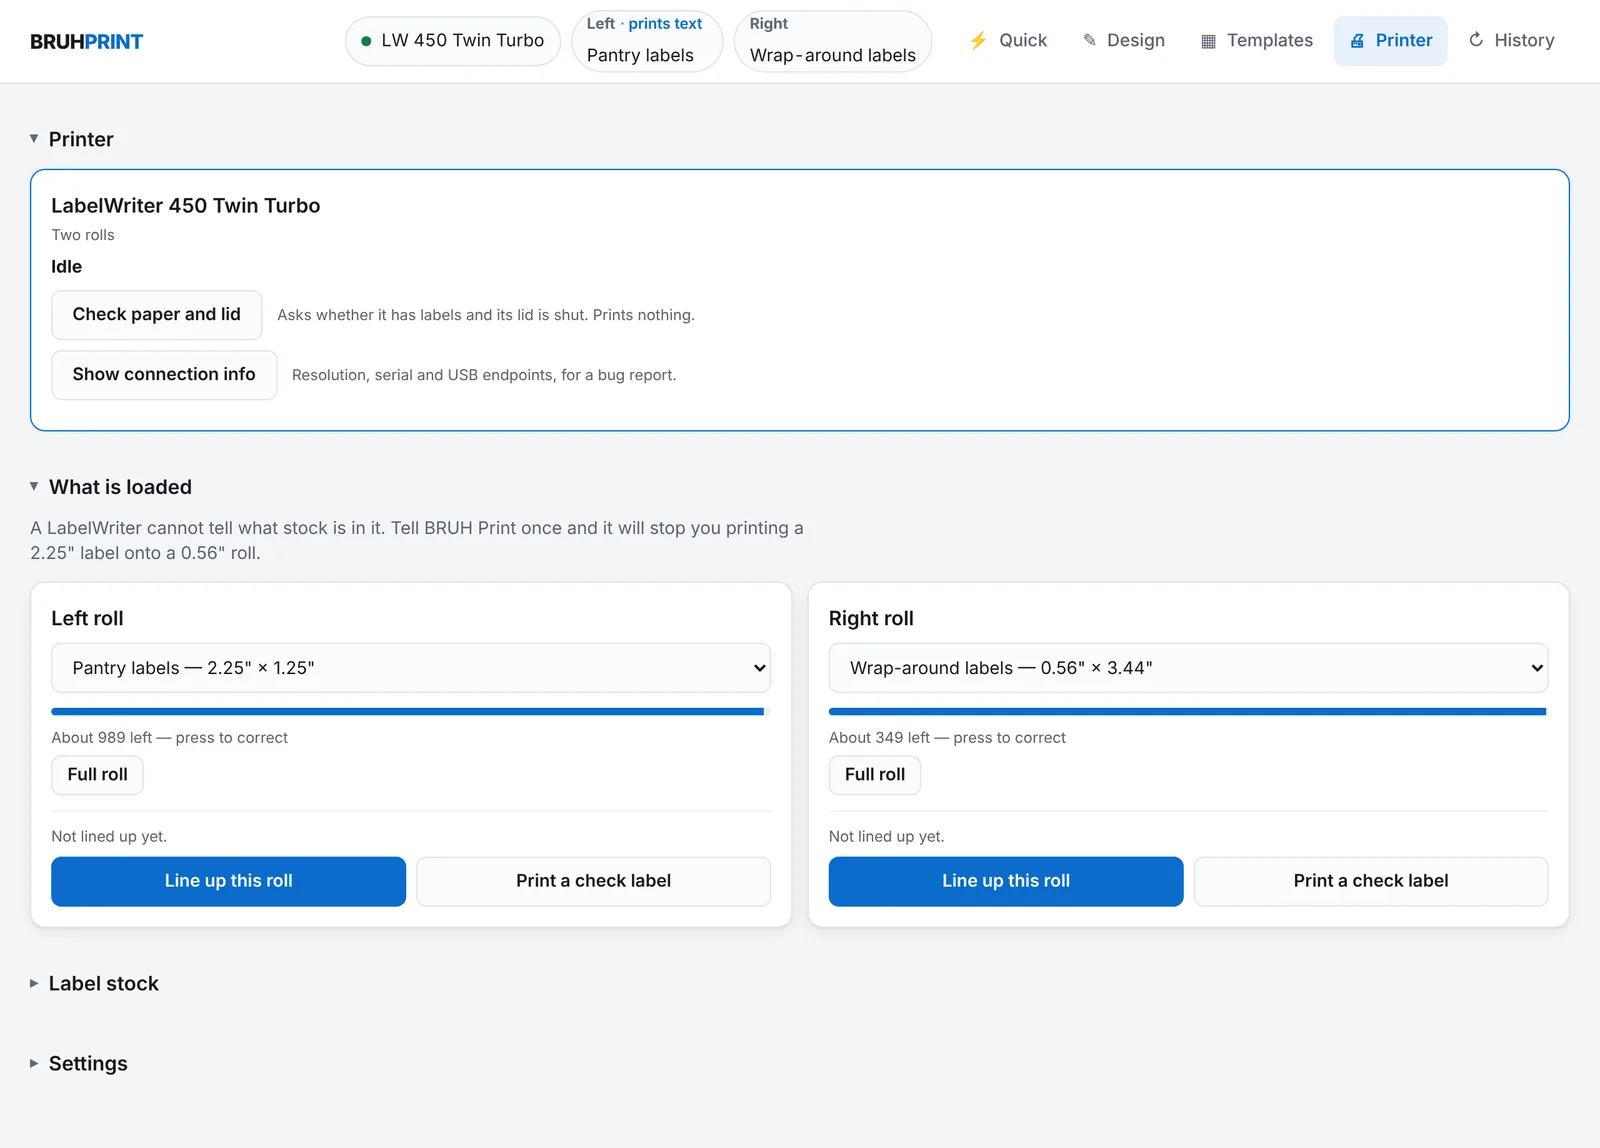 BRUHPRINT
LW 450 Twin Turbo
Left · prints text
Pantry labels
Right
Wrap-around labels
Quick
Design
Templates
Printer
History
Printer
LabelWriter 450 Twin Turbo
Two rolls
Idle
Check paper and lid
Asks whether it has labels and its lid is shut. Prints nothing.
Show connection info
Resolution, serial and USB endpoints, for a bug report.
What is loaded
A LabelWriter cannot tell what stock is in it. Tell BRUH Print once and it will stop you printing a
2.25" label onto a 0.56" roll.
Left roll
Pantry labels — 2.25" × 1.25"
About 989 left — press to correct
Full roll
Not lined up yet.
Line up this roll
Print a check label
Right roll
Wrap-around labels — 0.56" × 3.44"
About 349 left — press to correct
Full roll
Not lined up yet.
Line up this roll
Print a check label
Label stock
Settings